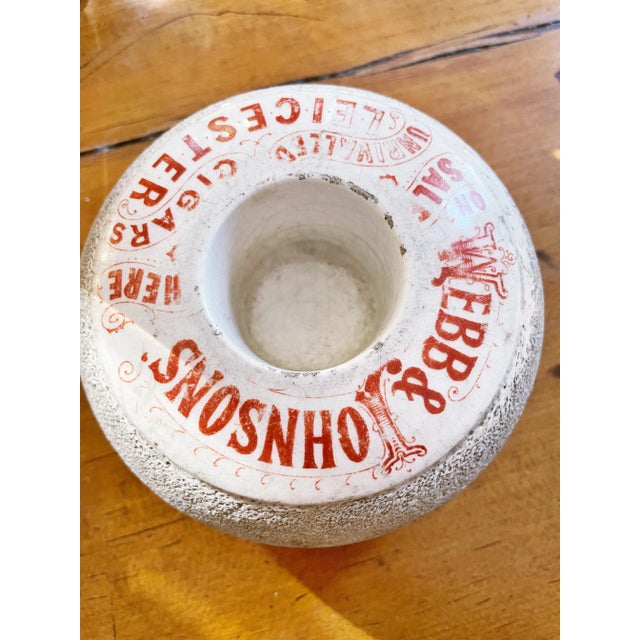 WEBB & JOHNSONS'
LEICESTER
ON SALE
UNRIVALLED
CIGARS
HERE